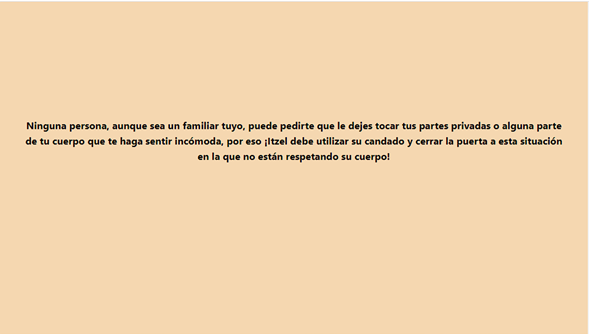 Ninguna persona, aunque sea un familiar tuyo, puede pedirte que le dejes tocar tus partes privadas o alguna parte
de tu cuerpo que te haga sentir incómoda, por eso ¡Itzel debe utilizar su candado y cerrar la puerta a esta situación
en la que no están respetando su cuerpo!